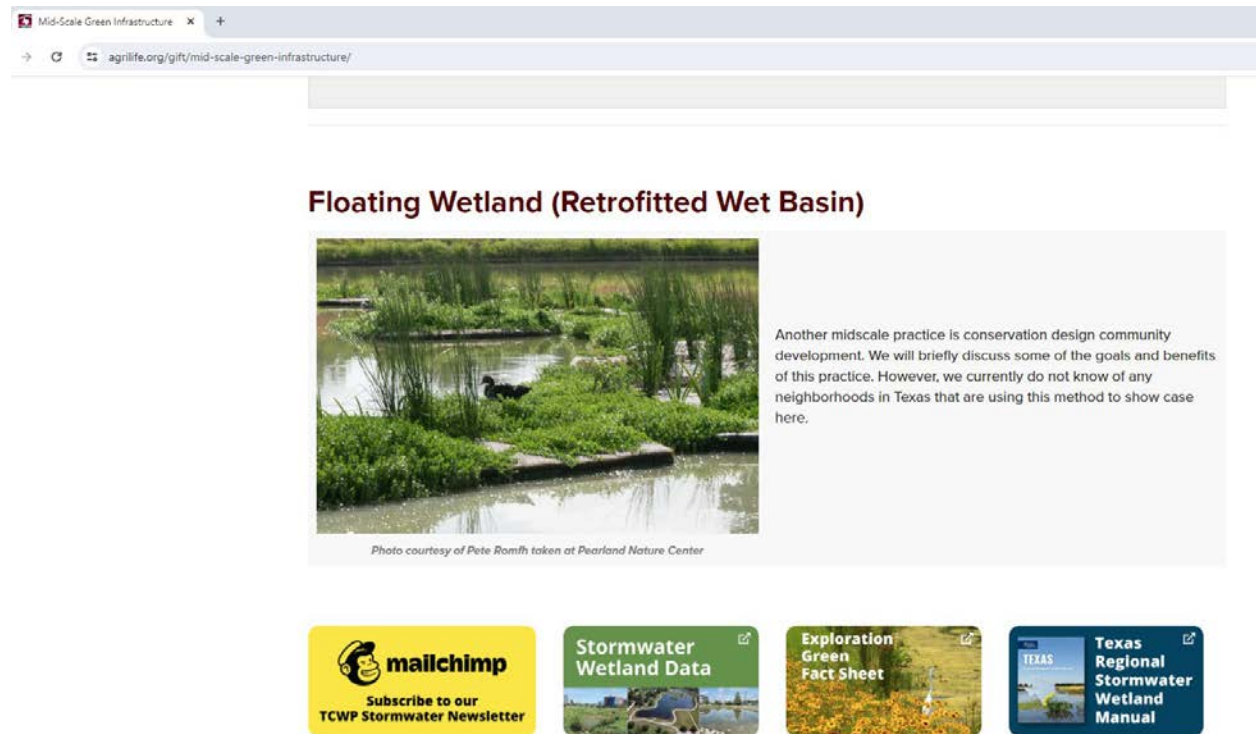 Mid-Scale Green Infrastructure
agrilife.org/gift/mid-scale-green-infrastructure/
Floating Wetland (Retrofitted Wet Basin)
Another midscale practice is conservation design community
development. We will briefly discuss some of the goals and benefits
of this practice. However, we currently do not know of any
neighborhoods in Texas that are using this method to show case
here.
Photo courtesy of Pete Romfh taken at Pearland Nature Center
mailchimp
Subscribe to our
TCWP Stormwater Newsletter
Stormwater
Wetland Data
Exploration
Green
Fact Sheet
TEXAS
Texas
Regional
Stormwater
Wetland
Manual